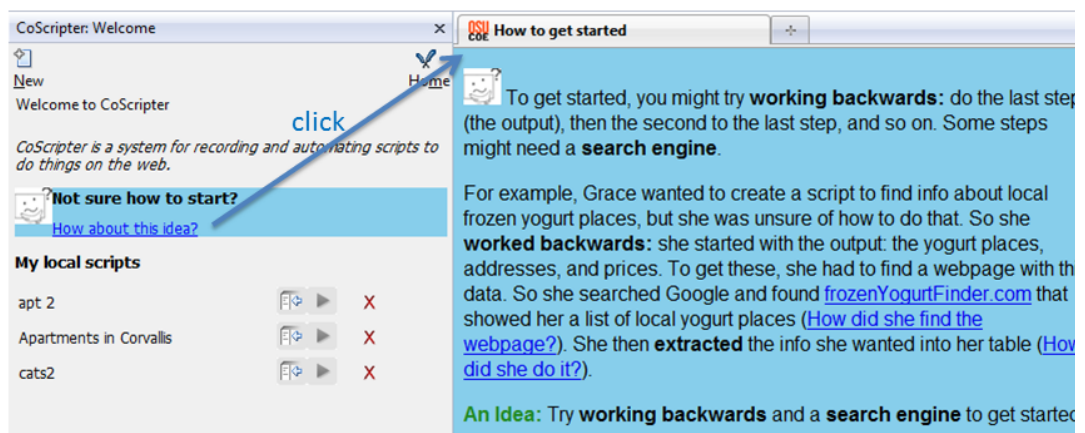 CoScripter: Welcome
New
Home
Welcome to CoScripter
click
CoScripter is a system for recording and automating scripts to
do things on the web.
Not sure how to start?
How about this idea?
My local scripts
apt 2
Apartments in Corvallis
cats2
OSU
COE
How to get started
To get started, you might try working backwards: do the last step
(the output), then the second to the last step, and so on. Some steps
might need a search engine.
For example, Grace wanted to create a script to find info about local
frozen yogurt places, but she was unsure of how to do that. So she
worked backwards: she started with the output: the yogurt places,
addresses, and prices. To get these, she had to find a webpage with th
data. So she searched Google and found frozenYogurtFinder.com that
showed her a list of local yogurt places (How did she find the
webpage?). She then extracted the info she wanted into her table (How
did she do it?).
An Idea: Try working backwards and a search engine to get started